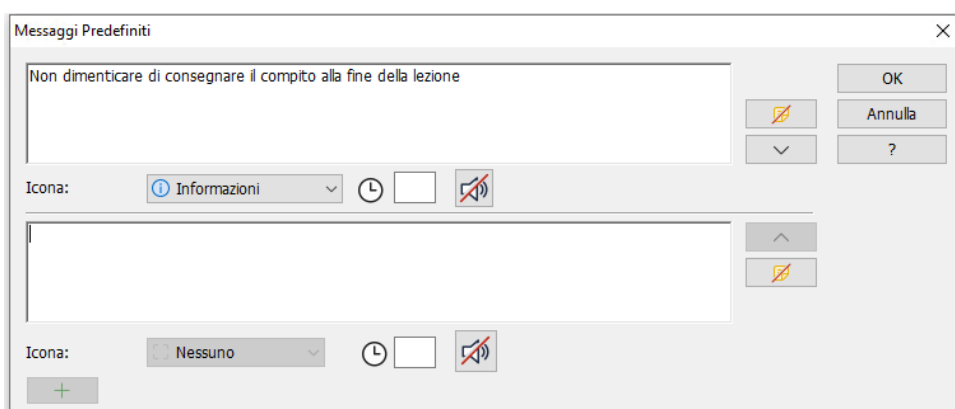 Messaggi Predefiniti
Non dimenticare di consegnare il compito alla fine della lezione
OK
Annulla
?
Icona:
Informazioni
Icona:
Nessuno